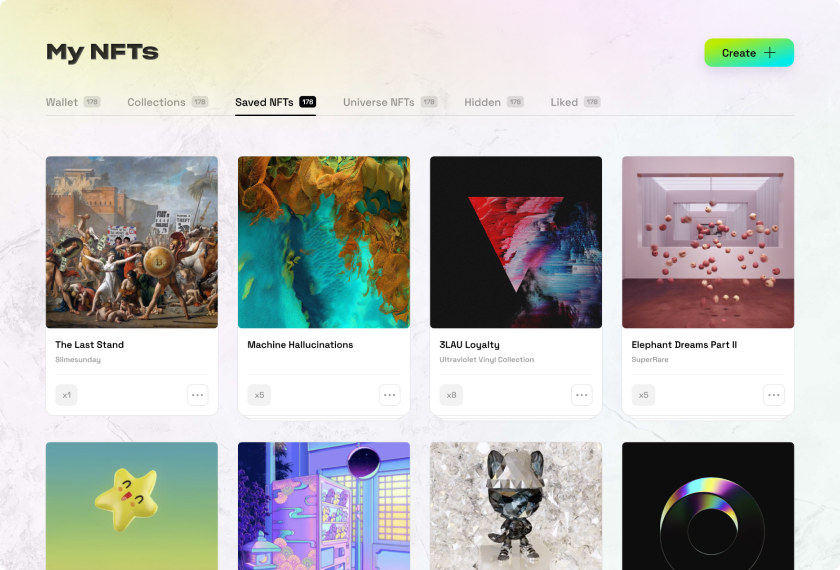 My NFTs
Create
Wallet 178
Collections 178
Saved NFTs 178
Universe NFTs 178
Hidden 178
Liked 178
The Last Stand
Slimesunday
x1
Machine Hallucinations
x5
3LAU Loyalty
Ultraviolet Vinyl Collection
x8
Elephant Dreams Part II
SuperRare
x5